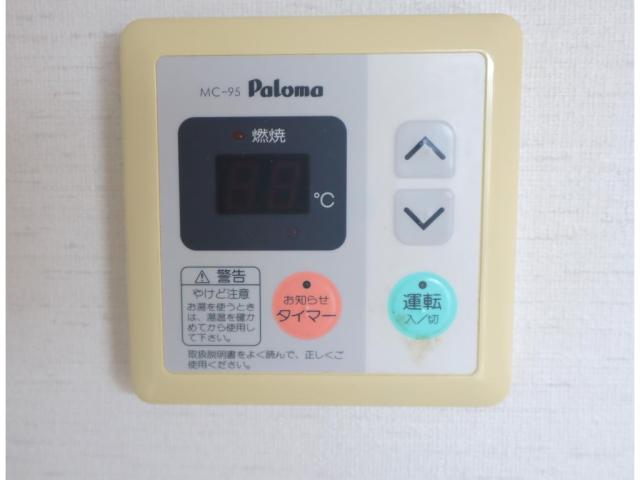 MC-95 Paloma
燃焼
℃
警告
やけど注意
お湯を使うとき
は、湯温を確か
めてから使用し
て下さい。
取扱説明書をよく読んで、正しくご
使用ください。
お知らせ
タイマー
運転
入/切